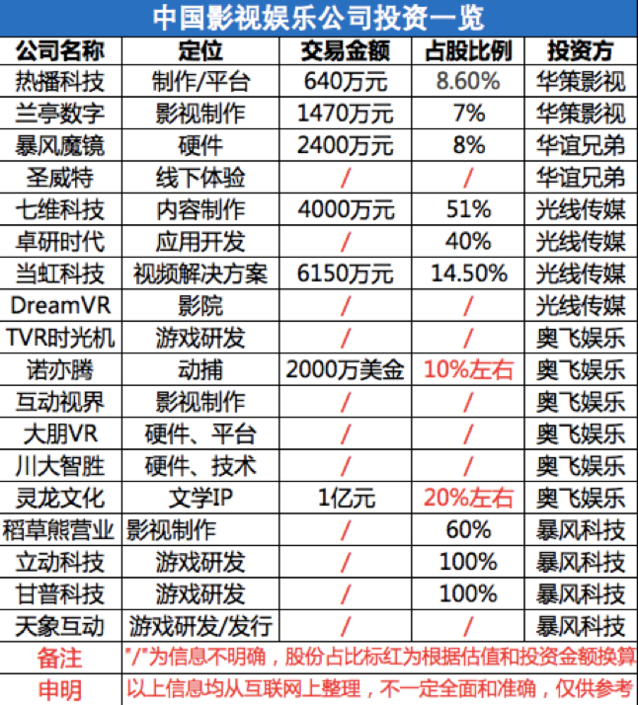 中国影视娱乐公司投资一览
公司名称 定位 交易金额 占股比例 投资方
热播科技 制作/平台 640万元 8.60% 华策影视
兰亭数字 影视制作 1470万元 7% 华策影视
暴风魔镜 硬件 2400万元 8% 华谊兄弟
圣威特 线下体验 / / 华谊兄弟
七维科技 内容制作 4000万元 51% 光线传媒
卓研时代 应用开发 / 40% 光线传媒
当虹科技 视频解决方案 6150万元 14.50% 光线传媒
DreamVR 影院 / / 光线传媒
TVR时光机 游戏研发 / / 奥飞娱乐
诺亦腾 动捕 2000万美金 10%左右 奥飞娱乐
互动视界 影视制作 / / 奥飞娱乐
大朋VR 硬件、平台 / / 奥飞娱乐
川大智胜 硬件、技术 / / 奥飞娱乐
灵龙文化 文学IP 1亿元 20%左右 奥飞娱乐
稻草熊营业 影视制作 / 60% 暴风科技
立动科技 游戏研发 / 100% 暴风科技
甘普科技 游戏研发 / 100% 暴风科技
天象互动 游戏研发/发行 / / 暴风科技
备注 "/"为信息不明确，股份占比标红为根据估值和投资金额换算
申明 以上信息均从互联网上整理，不一定全面和准确，仅供参考